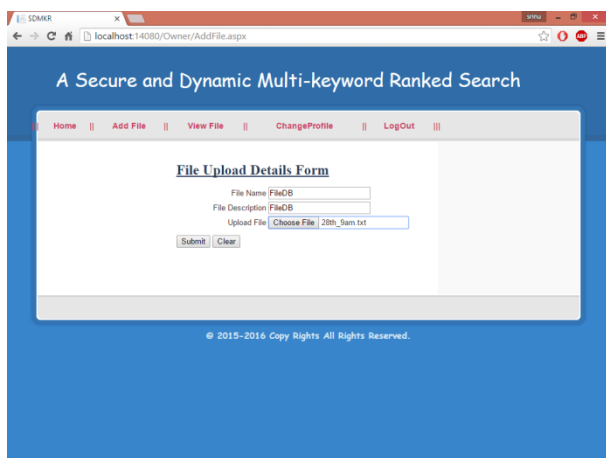 SDMKR
srinu
localhost:14080/Owner/AddFile.aspx
ABP
A Secure and Dynamic Multi-keyword Ranked Search
|| Home || Add File || View File || ChangeProfile || LogOut |||
File Upload Details Form
File Name FileDB
File Description FileDB
Upload File Choose File 28th_9am.txt
Submit Clear
© 2015-2016 Copy Rights All Rights Reserved.